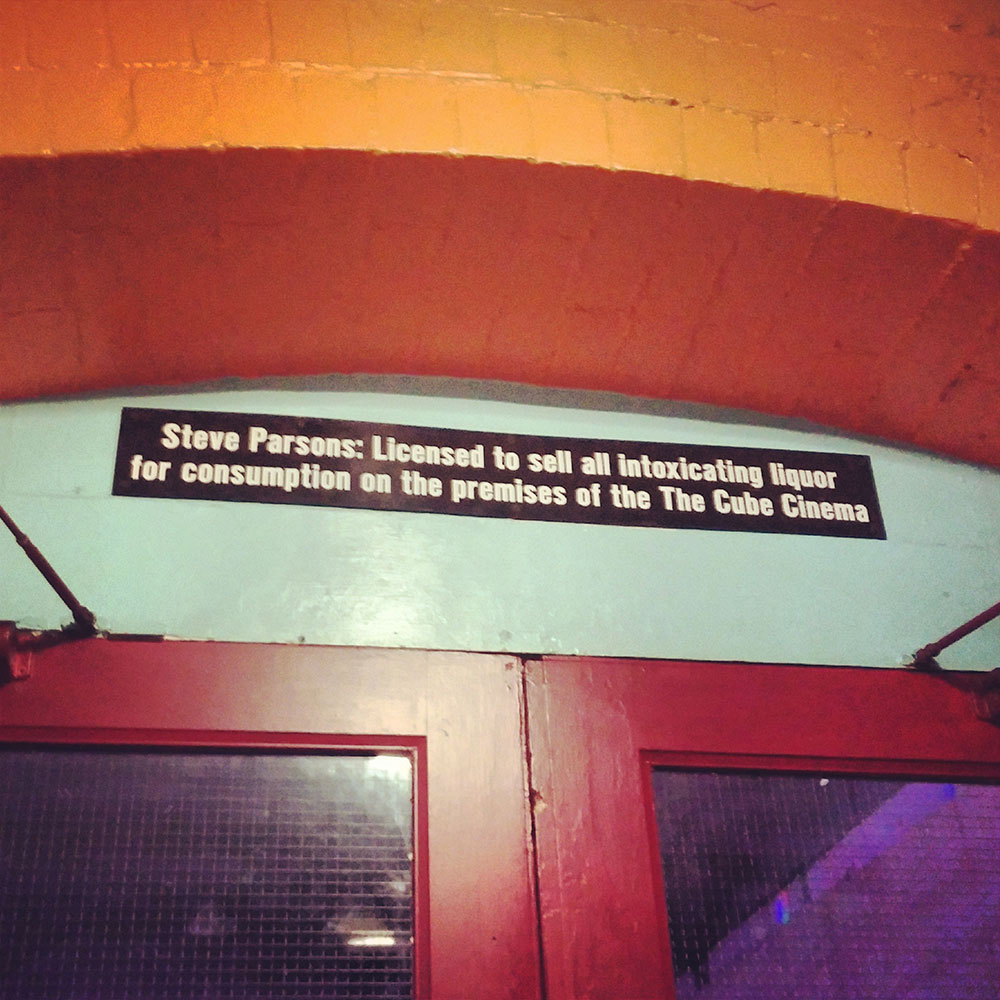 Steve Parsons: Licensed to sell all intoxicating liquor
for consumption on the premises of the The Cube Cinema